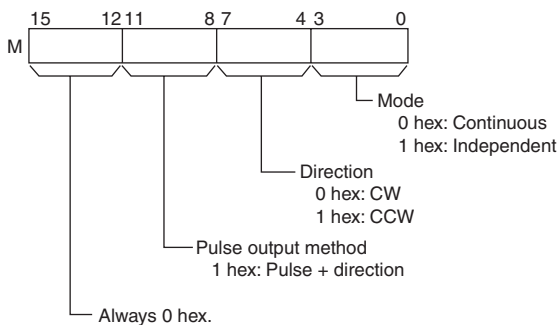 15 12 11 8 7 4 3 0
M
Mode
0 hex: Continuous
1 hex: Independent
Direction
0 hex: CW
1 hex: CCW
Pulse output method
1 hex: Pulse + direction
Always 0 hex.